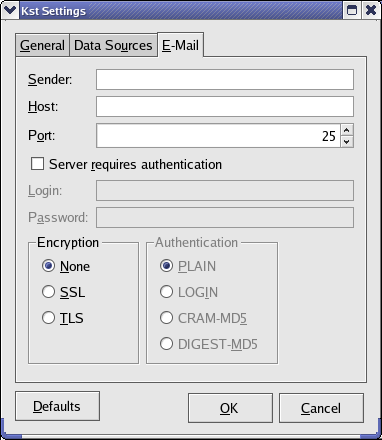 Kst Settings
General Data Sources E-Mail
Sender:
Host:
Port: 25
Server requires authentication
Login:
Password:
Encryption Authentication
None PLAIN
SSL LOGIN
TLS CRAM-MD5
DIGEST-MD5
Defaults OK Cancel